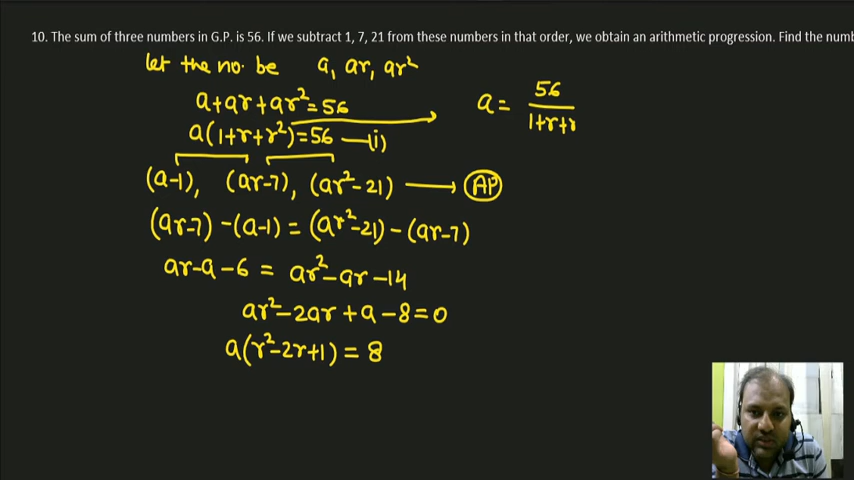 10. The sum of three numbers in G.P. is 56. If we subtract 1, 7, 21 from these numbers in that order, we obtain an arithmetic progression. Find the
let the no. be a, ar, ar²
a+ar+ar²=56
a = 56/1+r+r
a(1+r+r²)=56 —(i)
(a-1), (ar-7), (ar²-21) → AP
(ar-7) -(a-1) = (ar²-21) - (ar-7)
ar-a-6 = ar²-ar-14
ar²-2ar+a-8=0
a(r²-2r+1) = 8